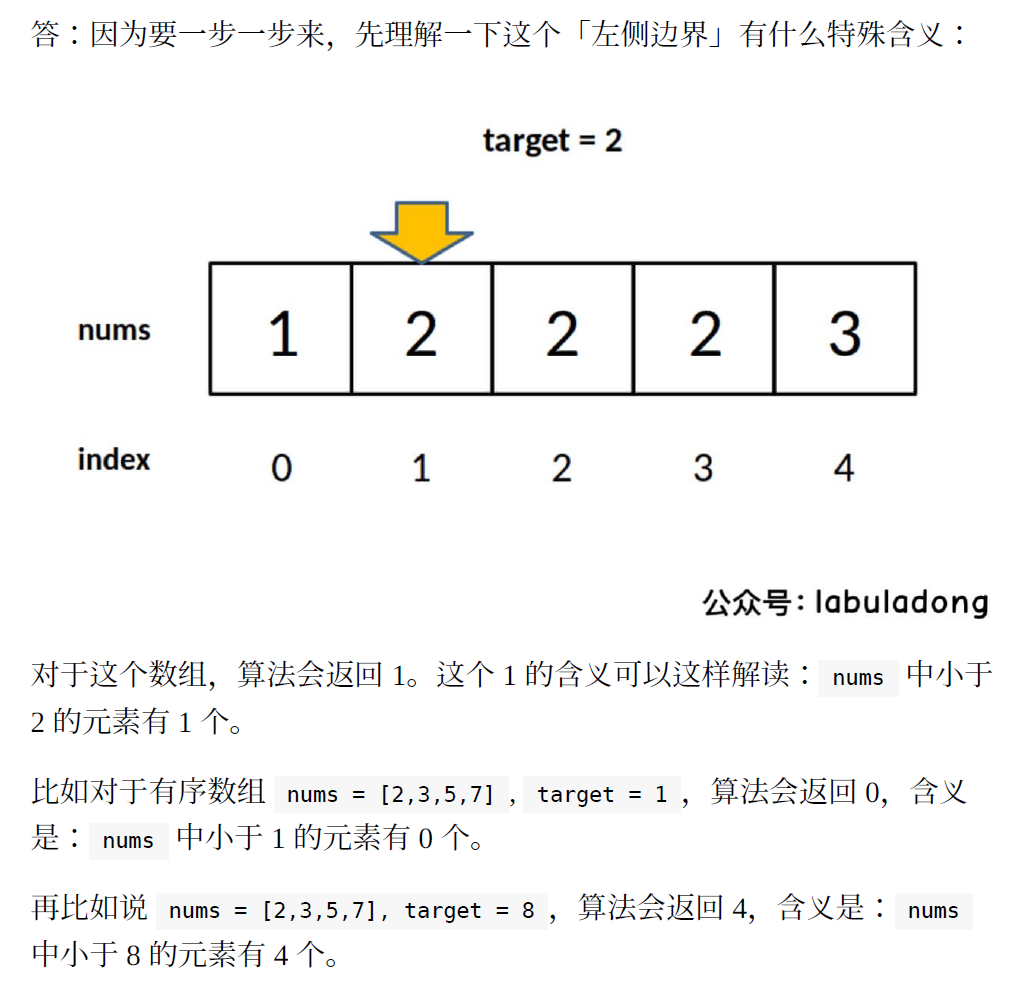 答：因为要一步一步来，先理解一下这个「左侧边界」有什么特殊含义：
target = 2
nums 1 2 2 2 3
index 0 1 2 3 4
公众号：labuladong
对于这个数组，算法会返回 1。这个 1 的含义可以这样解读：nums 中小于
2 的元素有 1 个。
比如对于有序数组 nums = [2,3,5,7], target = 1，算法会返回 0，含义
是：nums 中小于 1 的元素有 0 个。
再比如说 nums = [2,3,5,7], target = 8，算法会返回 4，含义是：nums
中小于 8 的元素有 4 个。